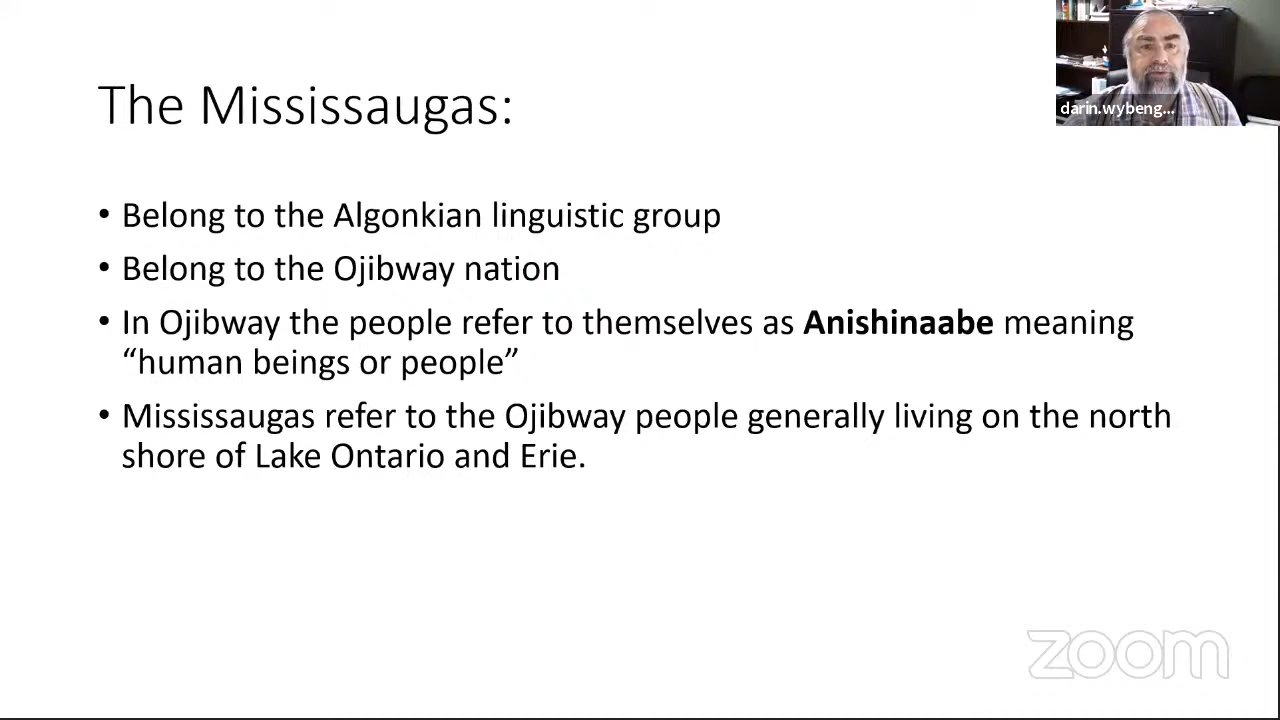 The Mississaugas:
darin.wybeng...
• Belong to the Algonkian linguistic group
• Belong to the Ojibway nation
• In Ojibway the people refer to themselves as Anishinaabe meaning
“human beings or people”
• Mississaugas refer to the Ojibway people generally living on the north
shore of Lake Ontario and Erie.
zoom